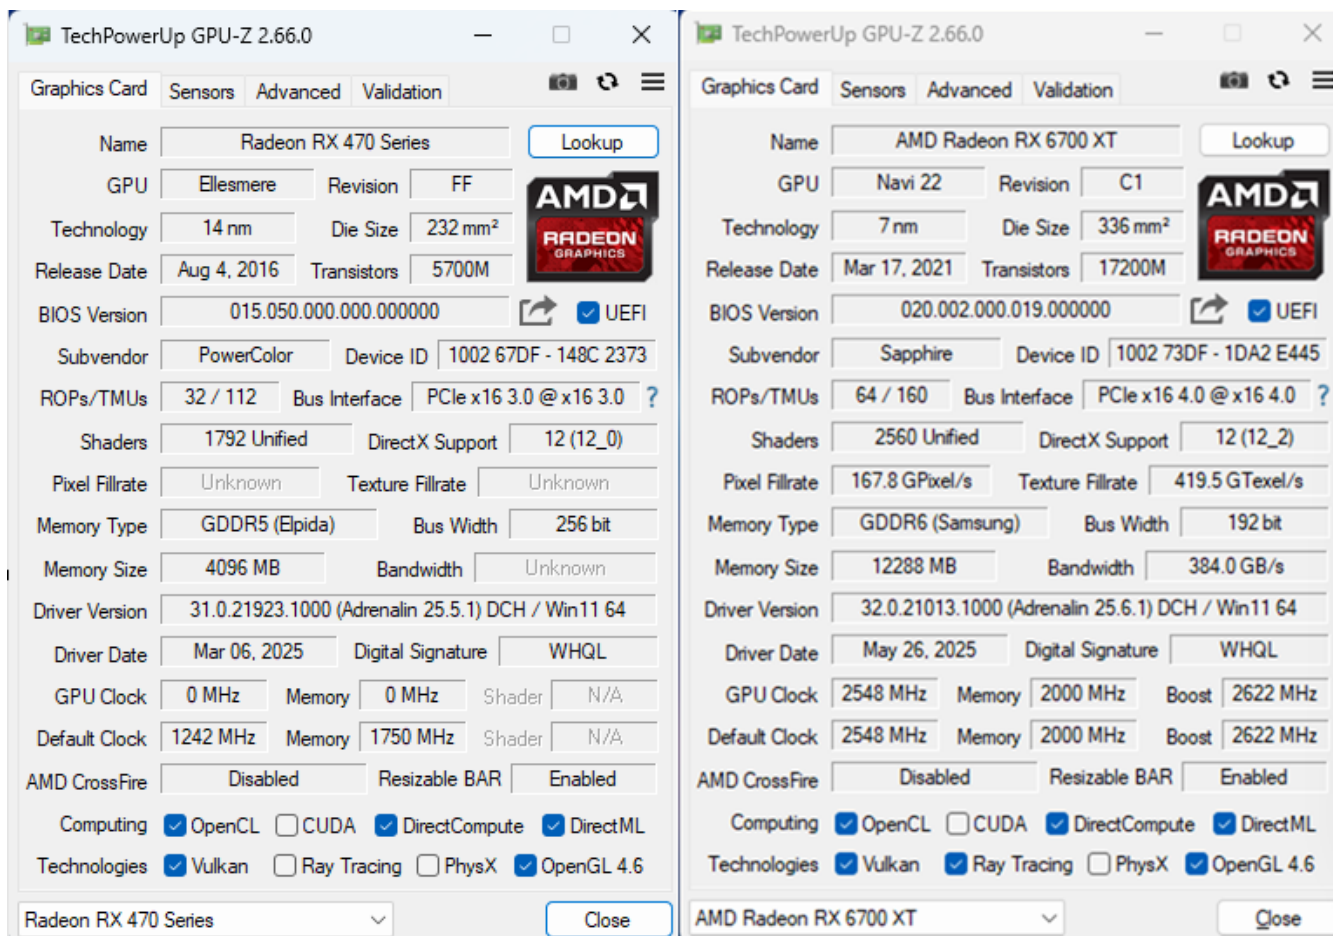 TechPowerUp GPU-Z 2.66.0
Graphics Card Sensors Advanced Validation
Name Radeon RX 470 Series Lookup
GPU Ellesmere Revision FF
AMD
RADEON
GRAPHICS
Technology 14 nm Die Size 232 mm²
Release Date Aug 4, 2016 Transistors 5700M
BIOS Version 015.050.000.000.000000 UEFI
Subvendor PowerColor Device ID 1002 67DF - 148C 2373
ROPs/TMUs 32 / 112 Bus Interface PCIe x16 3.0 @ x16 3.0 ?
Shaders 1792 Unified DirectX Support 12 (12_0)
Pixel Fillrate Unknown Texture Fillrate Unknown
Memory Type GDDR5 (Elpida) Bus Width 256 bit
Memory Size 4096 MB Bandwidth Unknown
Driver Version 31.0.21923.1000 (Adrenalin 25.5.1) DCH / Win11 64
Driver Date Mar 06, 2025 Digital Signature WHQL
GPU Clock 0 MHz Memory 0 MHz Shader N/A
Default Clock 1242 MHz Memory 1750 MHz Shader N/A
AMD CrossFire Disabled Resizable BAR Enabled
Computing OpenCL CUDA DirectCompute DirectML
Technologies Vulkan Ray Tracing PhysX OpenGL 4.6
Radeon RX 470 Series Close
TechPowerUp GPU-Z 2.66.0
Graphics Card Sensors Advanced Validation
Name AMD Radeon RX 6700 XT Lookup
GPU Navi 22 Revision C1
AMD
RADEON
GRAPHICS
Technology 7 nm Die Size 336 mm²
Release Date Mar 17, 2021 Transistors 17200M
BIOS Version 020.002.000.019.000000 UEFI
Subvendor Sapphire Device ID 1002 73DF - 1DA2 E445
ROPs/TMUs 64 / 160 Bus Interface PCIe x16 4.0 @ x16 4.0 ?
Shaders 2560 Unified DirectX Support 12 (12_2)
Pixel Fillrate 167.8 GPixel/s Texture Fillrate 419.5 GTexel/s
Memory Type GDDR6 (Samsung) Bus Width 192 bit
Memory Size 12288 MB Bandwidth 384.0 GB/s
Driver Version 32.0.21013.1000 (Adrenalin 25.6.1) DCH / Win11 64
Driver Date May 26, 2025 Digital Signature WHQL
GPU Clock 2548 MHz Memory 2000 MHz Boost 2622 MHz
Default Clock 2548 MHz Memory 2000 MHz Boost 2622 MHz
AMD CrossFire Disabled Resizable BAR Enabled
Computing OpenCL CUDA DirectCompute DirectML
Technologies Vulkan Ray Tracing PhysX OpenGL 4.6
AMD Radeon RX 6700 XT Close